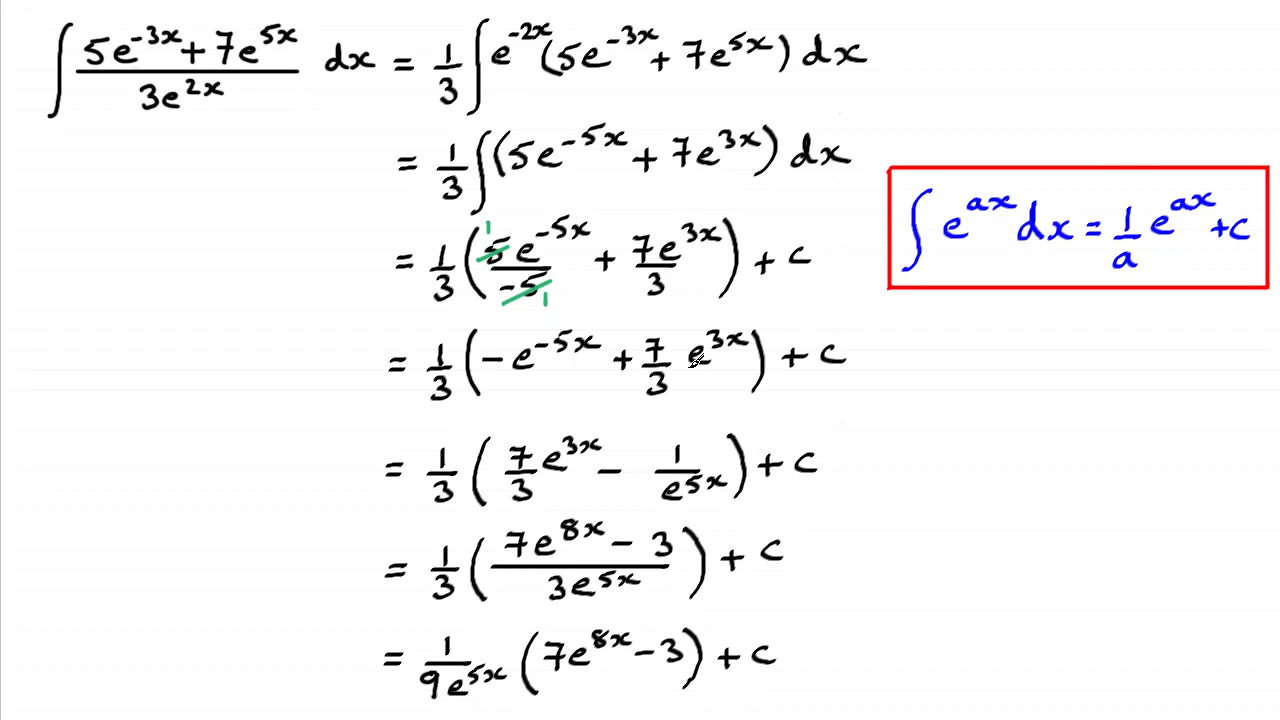 ∫ (5e^{-3x} + 7e^{5x}) / (3e^{2x}) dx = 1/3 ∫ e^{-2x}(5e^{-3x} + 7e^{5x}) dx
= 1/3 ∫ (5e^{-5x} + 7e^{3x}) dx
∫ e^{ax} dx = 1/a e^{ax} + c
= 1/3 (5e^{-5x} / -5 + 7e^{3x} / 3) + c
1 1
= 1/3 (-e^{-5x} + 7/3 e^{3x}) + c
= 1/3 (7/3 e^{3x} - 1/e^{5x}) + c
= 1/3 ((7e^{8x} - 3) / (3e^{5x})) + c
= 1/(9e^{5x}) (7e^{8x} - 3) + c